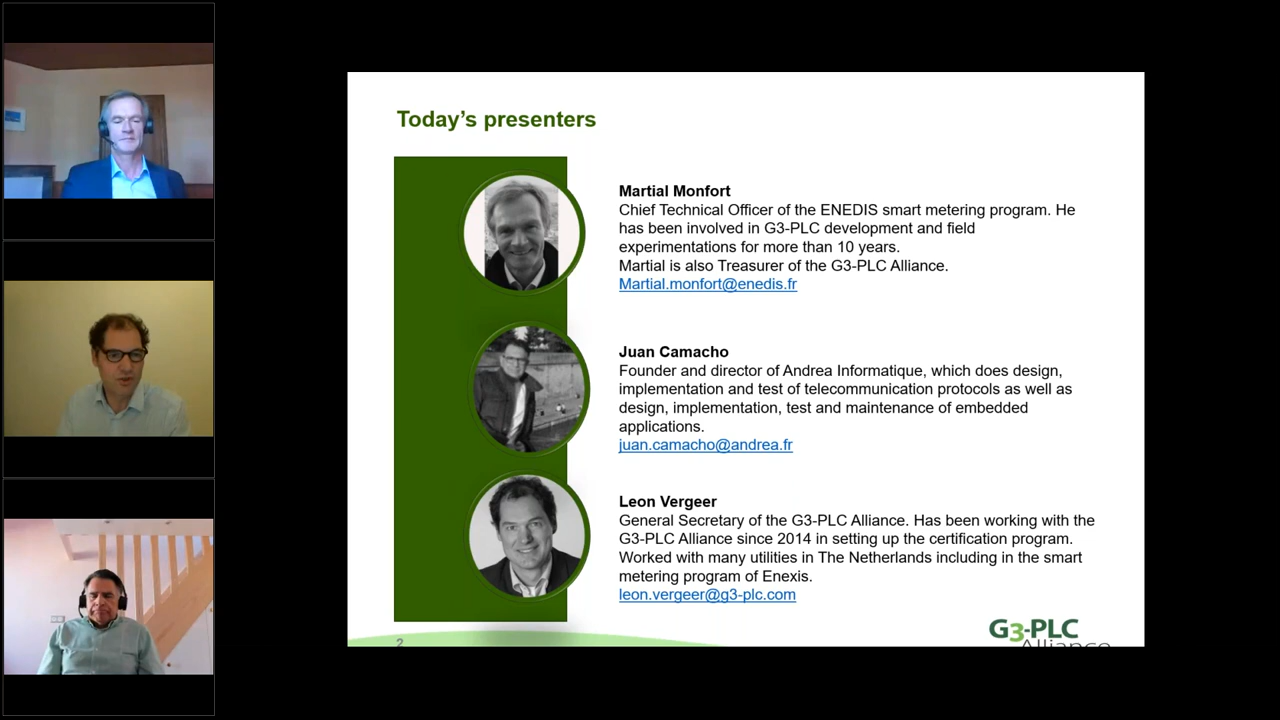 Today's presenters
Martial Monfort
Chief Technical Officer of the ENEDIS smart metering program. He
has been involved in G3-PLC development and field
experimentations for more than 10 years.
Martial is also Treasurer of the G3-PLC Alliance.
Martial.monfort@enedis.fr
Juan Camacho
Founder and director of Andrea Informatique, which does design,
implementation and test of telecommunication protocols as well as
design, implementation, test and maintenance of embedded
applications.
juan.camacho@andrea.fr
Leon Vergeer
General Secretary of the G3-PLC Alliance. Has been working with the
G3-PLC Alliance since 2014 in setting up the certification program.
Worked with many utilities in The Netherlands including in the smart
metering program of Enexis.
leon.vergeer@g3-plc.com
2
G3-PLC
Alliance